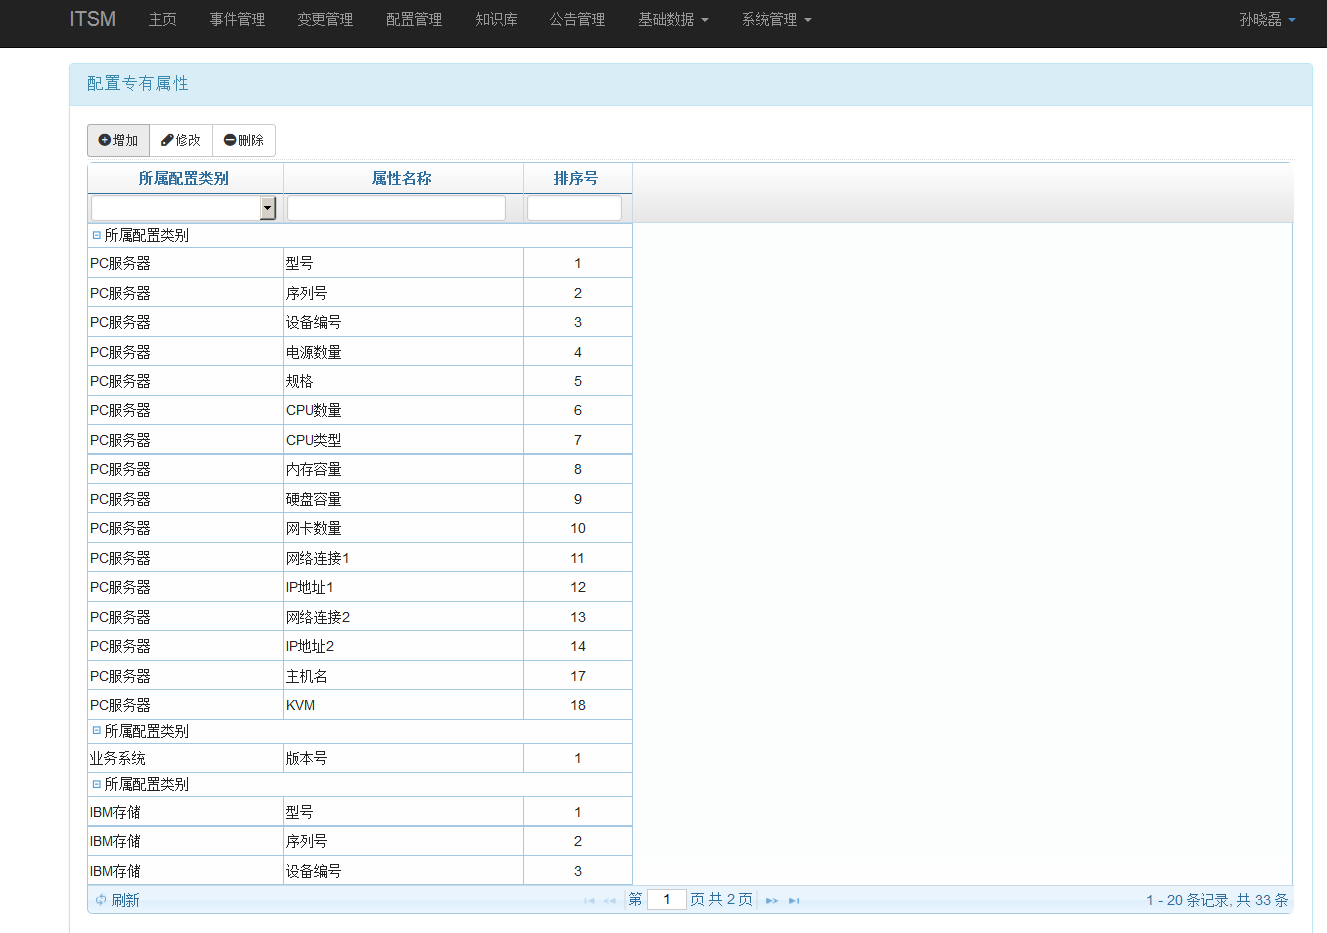 ITSM 主页 事件管理 变更管理 配置管理 知识库 公告管理 基础数据 系统管理 孙晓磊
配置专有属性
增加 修改 删除
所属配置类别 属性名称 排序号
所属配置类别
PC服务器 型号 1
PC服务器 序列号 2
PC服务器 设备编号 3
PC服务器 电源数量 4
PC服务器 规格 5
PC服务器 CPU数量 6
PC服务器 CPU类型 7
PC服务器 内存容量 8
PC服务器 硬盘容量 9
PC服务器 网卡数量 10
PC服务器 网络连接1 11
PC服务器 IP地址1 12
PC服务器 网络连接2 13
PC服务器 IP地址2 14
PC服务器 主机名 17
PC服务器 KVM 18
所属配置类别
业务系统 版本号 1
所属配置类别
IBM存储 型号 1
IBM存储 序列号 2
IBM存储 设备编号 3
刷新 第 1 页 共 2 页 1 - 20 条记录, 共 33 条